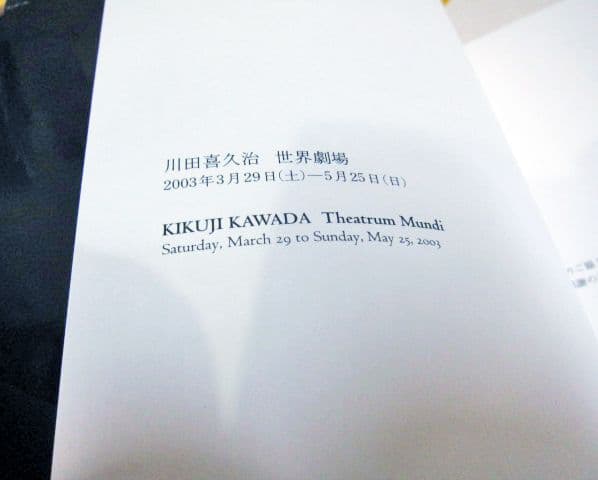 川田喜久治　世界劇場
2003年3月29日(土)—5月25日(日)
KIKUJI KAWADA Theatrum Mundi
Saturday, March 29 to Sunday, May 25, 2003